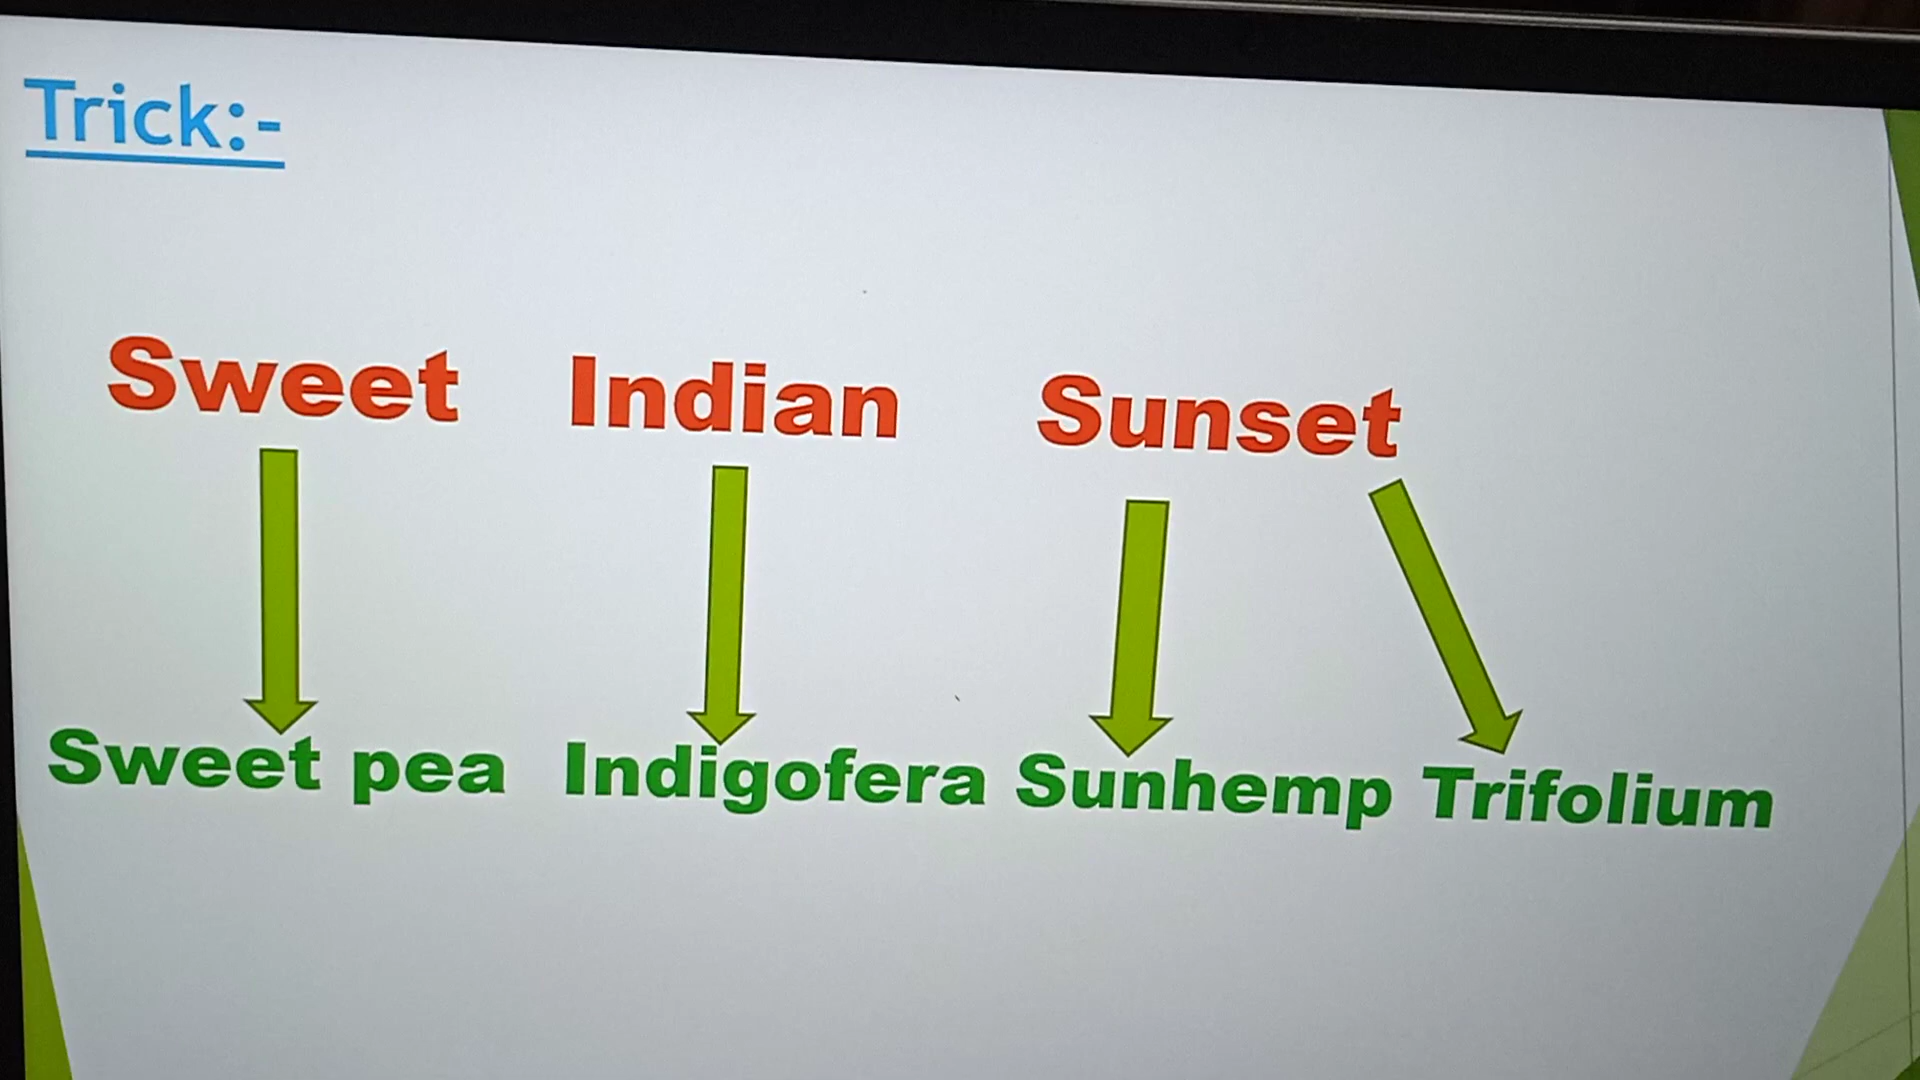 Trick:-
Sweet Indian Sunset
Sweet pea Indigofera Sunhemp Trifolium